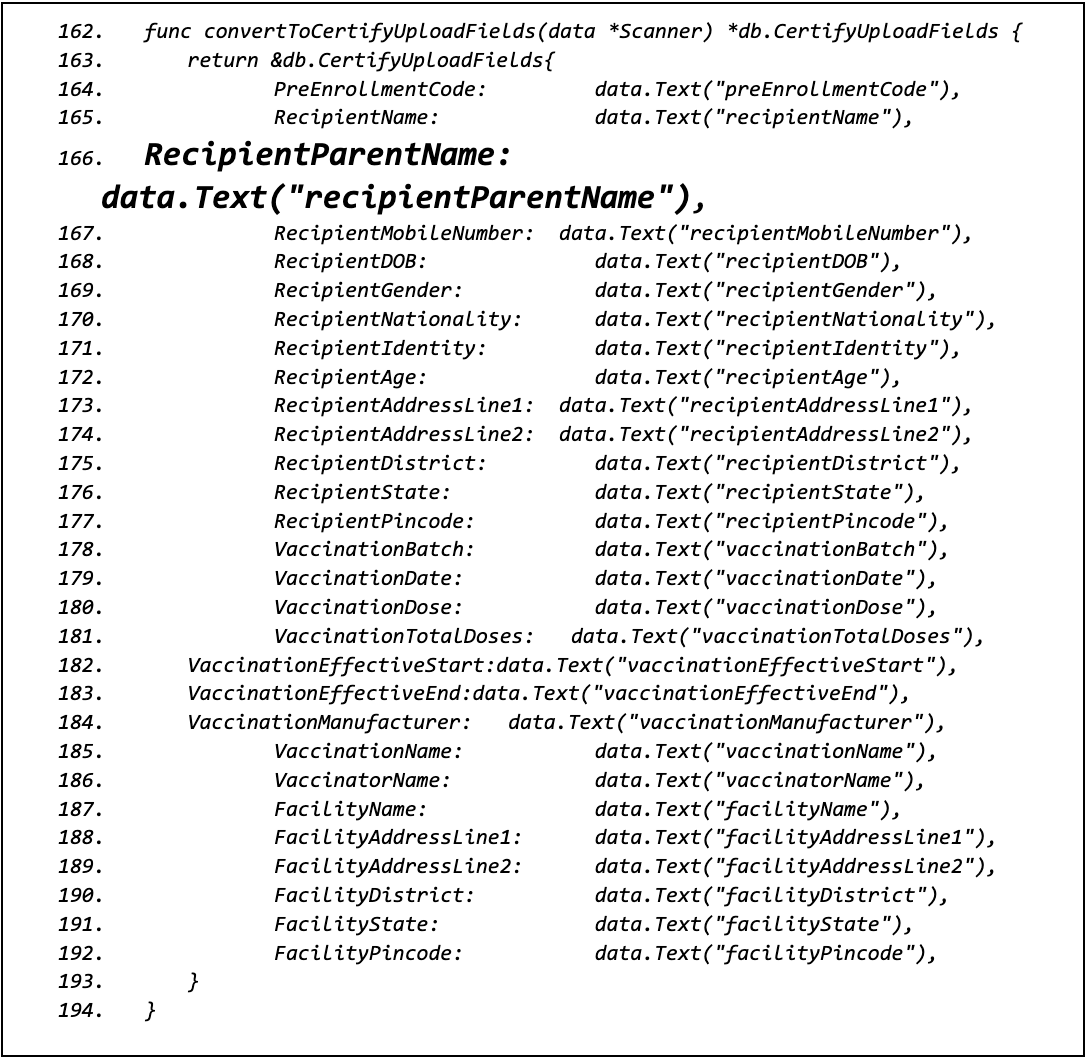 162. func convertToCertifyUploadFields(data *Scanner) *db.CertifyUploadFields {
163. return &db.CertifyUploadFields{
164. PreEnrollmentCode: data.Text("preEnrollmentCode"),
165. RecipientName: data.Text("recipientName"),
166. RecipientParentName:
data.Text("recipientParentName"),
167. RecipientMobileNumber: data.Text("recipientMobileNumber"),
168. RecipientDOB: data.Text("recipientDOB"),
169. RecipientGender: data.Text("recipientGender"),
170. RecipientNationality: data.Text("recipientNationality"),
171. RecipientIdentity: data.Text("recipientIdentity"),
172. RecipientAge: data.Text("recipientAge"),
173. RecipientAddressLine1: data.Text("recipientAddressLine1"),
174. RecipientAddressLine2: data.Text("recipientAddressLine2"),
175. RecipientDistrict: data.Text("recipientDistrict"),
176. RecipientState: data.Text("recipientState"),
177. RecipientPincode: data.Text("recipientPincode"),
178. VaccinationBatch: data.Text("vaccinationBatch"),
179. VaccinationDate: data.Text("vaccinationDate"),
180. VaccinationDose: data.Text("vaccinationDose"),
181. VaccinationTotalDoses: data.Text("vaccinationTotalDoses"),
182. VaccinationEffectiveStart:data.Text("vaccinationEffectiveStart"),
183. VaccinationEffectiveEnd:data.Text("vaccinationEffectiveEnd"),
184. VaccinationManufacturer: data.Text("vaccinationManufacturer"),
185. VaccinationName: data.Text("vaccinationName"),
186. VaccinatorName: data.Text("vaccinatorName"),
187. FacilityName: data.Text("facilityName"),
188. FacilityAddressLine1: data.Text("facilityAddressLine1"),
189. FacilityAddressLine2: data.Text("facilityAddressLine2"),
190. FacilityDistrict: data.Text("facilityDistrict"),
191. FacilityState: data.Text("facilityState"),
192. FacilityPincode: data.Text("facilityPincode"),
193. }
194. }